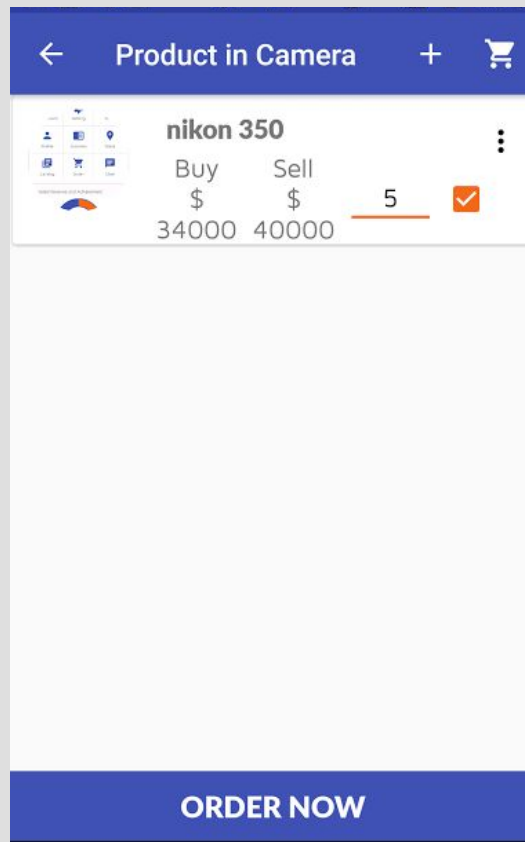 Product in Camera
nikon 350
Buy Sell
$ $
34000 40000
5
ORDER NOW